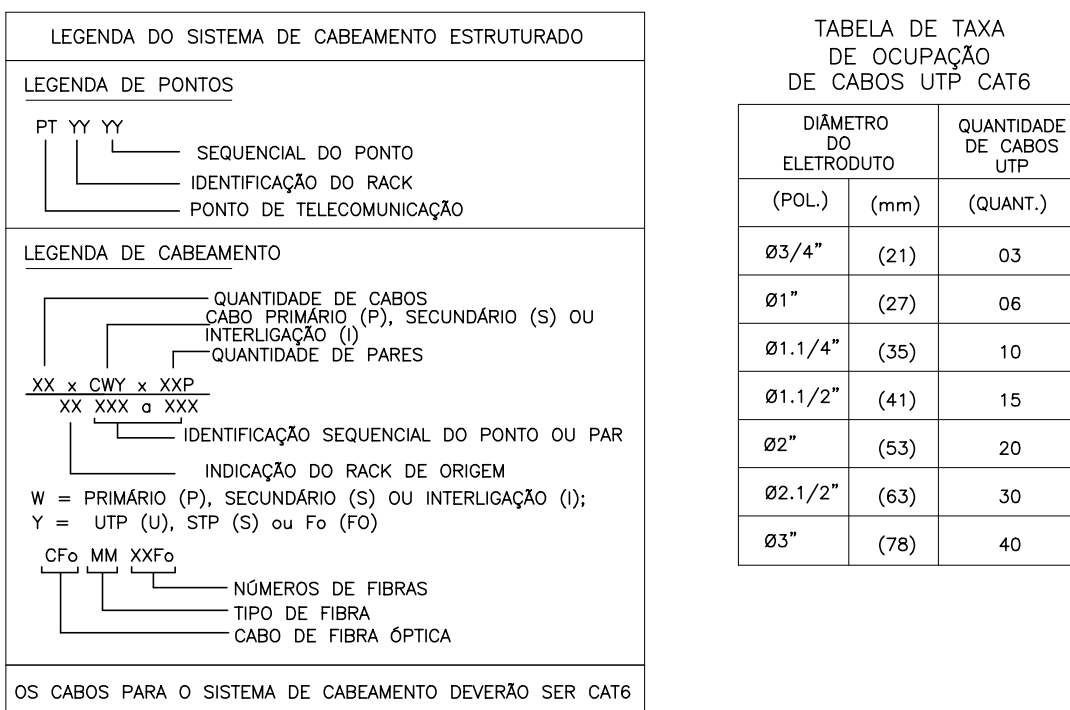 LEGENDA DO SISTEMA DE CABEAMENTO ESTRUTURADO
LEGENDA DE PONTOS
PT YY YY
SEQUENCIAL DO PONTO
IDENTIFICAÇÃO DO RACK
PONTO DE TELECOMUNICAÇÃO
LEGENDA DE CABEAMENTO
QUANTIDADE DE CABOS
CABO PRIMÁRIO (P), SECUNDÁRIO (S) OU
INTERLIGAÇÃO (I)
QUANTIDADE DE PARES
XX x CWY x XXP
XX XXX a XXX
IDENTIFICAÇÃO SEQUENCIAL DO PONTO OU PAR
INDICAÇÃO DO RACK DE ORIGEM
W = PRIMÁRIO (P), SECUNDÁRIO (S) OU INTERLIGAÇÃO (I);
Y = UTP (U), STP (S) ou Fo (FO)
CFo MM XXFo
NÚMEROS DE FIBRAS
TIPO DE FIBRA
CABO DE FIBRA ÓPTICA
OS CABOS PARA O SISTEMA DE CABEAMENTO DEVERÃO SER CAT6
TABELA DE TAXA
DE OCUPAÇÃO
DE CABOS UTP CAT6
DIÂMETRO
DO
ELETRODUTO
QUANTIDADE
DE CABOS
UTP
(POL.) (mm) (QUANT.)
Ø3/4" (21) 03
Ø1" (27) 06
Ø1.1/4" (35) 10
Ø1.1/2" (41) 15
Ø2" (53) 20
Ø2.1/2" (63) 30
Ø3" (78) 40